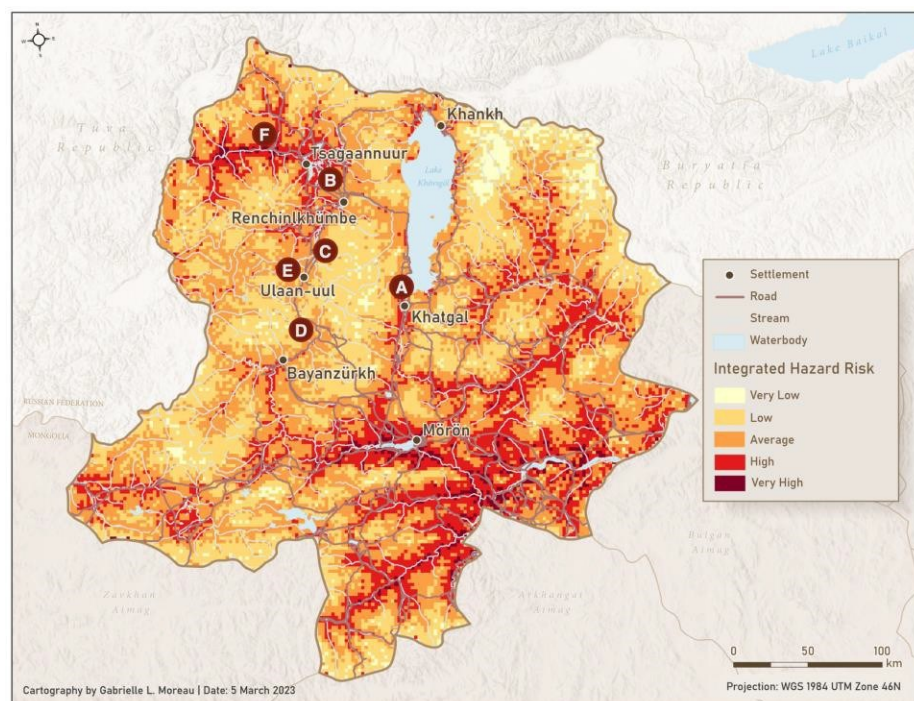 N
W
E
S
Lake Baikal
Khankh
Tuva
Republic
F
Tsagaannuur
Lake
Khövsgöl
B
Buryatia
Republic
Renchinlkhümbe
C
E
Ulaan-uul
A
Khatgal
D
Bayanzürkh
RUSSIAN FEDERATION
MONGOLIA
Mörön
Settlement
Road
Stream
Waterbody
Integrated Hazard Risk
Very Low
Low
Average
High
Very High
Bulgan
Aimag
Zavkhan
Aimag
Arkhangai
Aimag
0
50
100
km
Cartography by Gabrielle L. Moreau | Date: 5 March 2023
Projection: WGS 1984 UTM Zone 46N